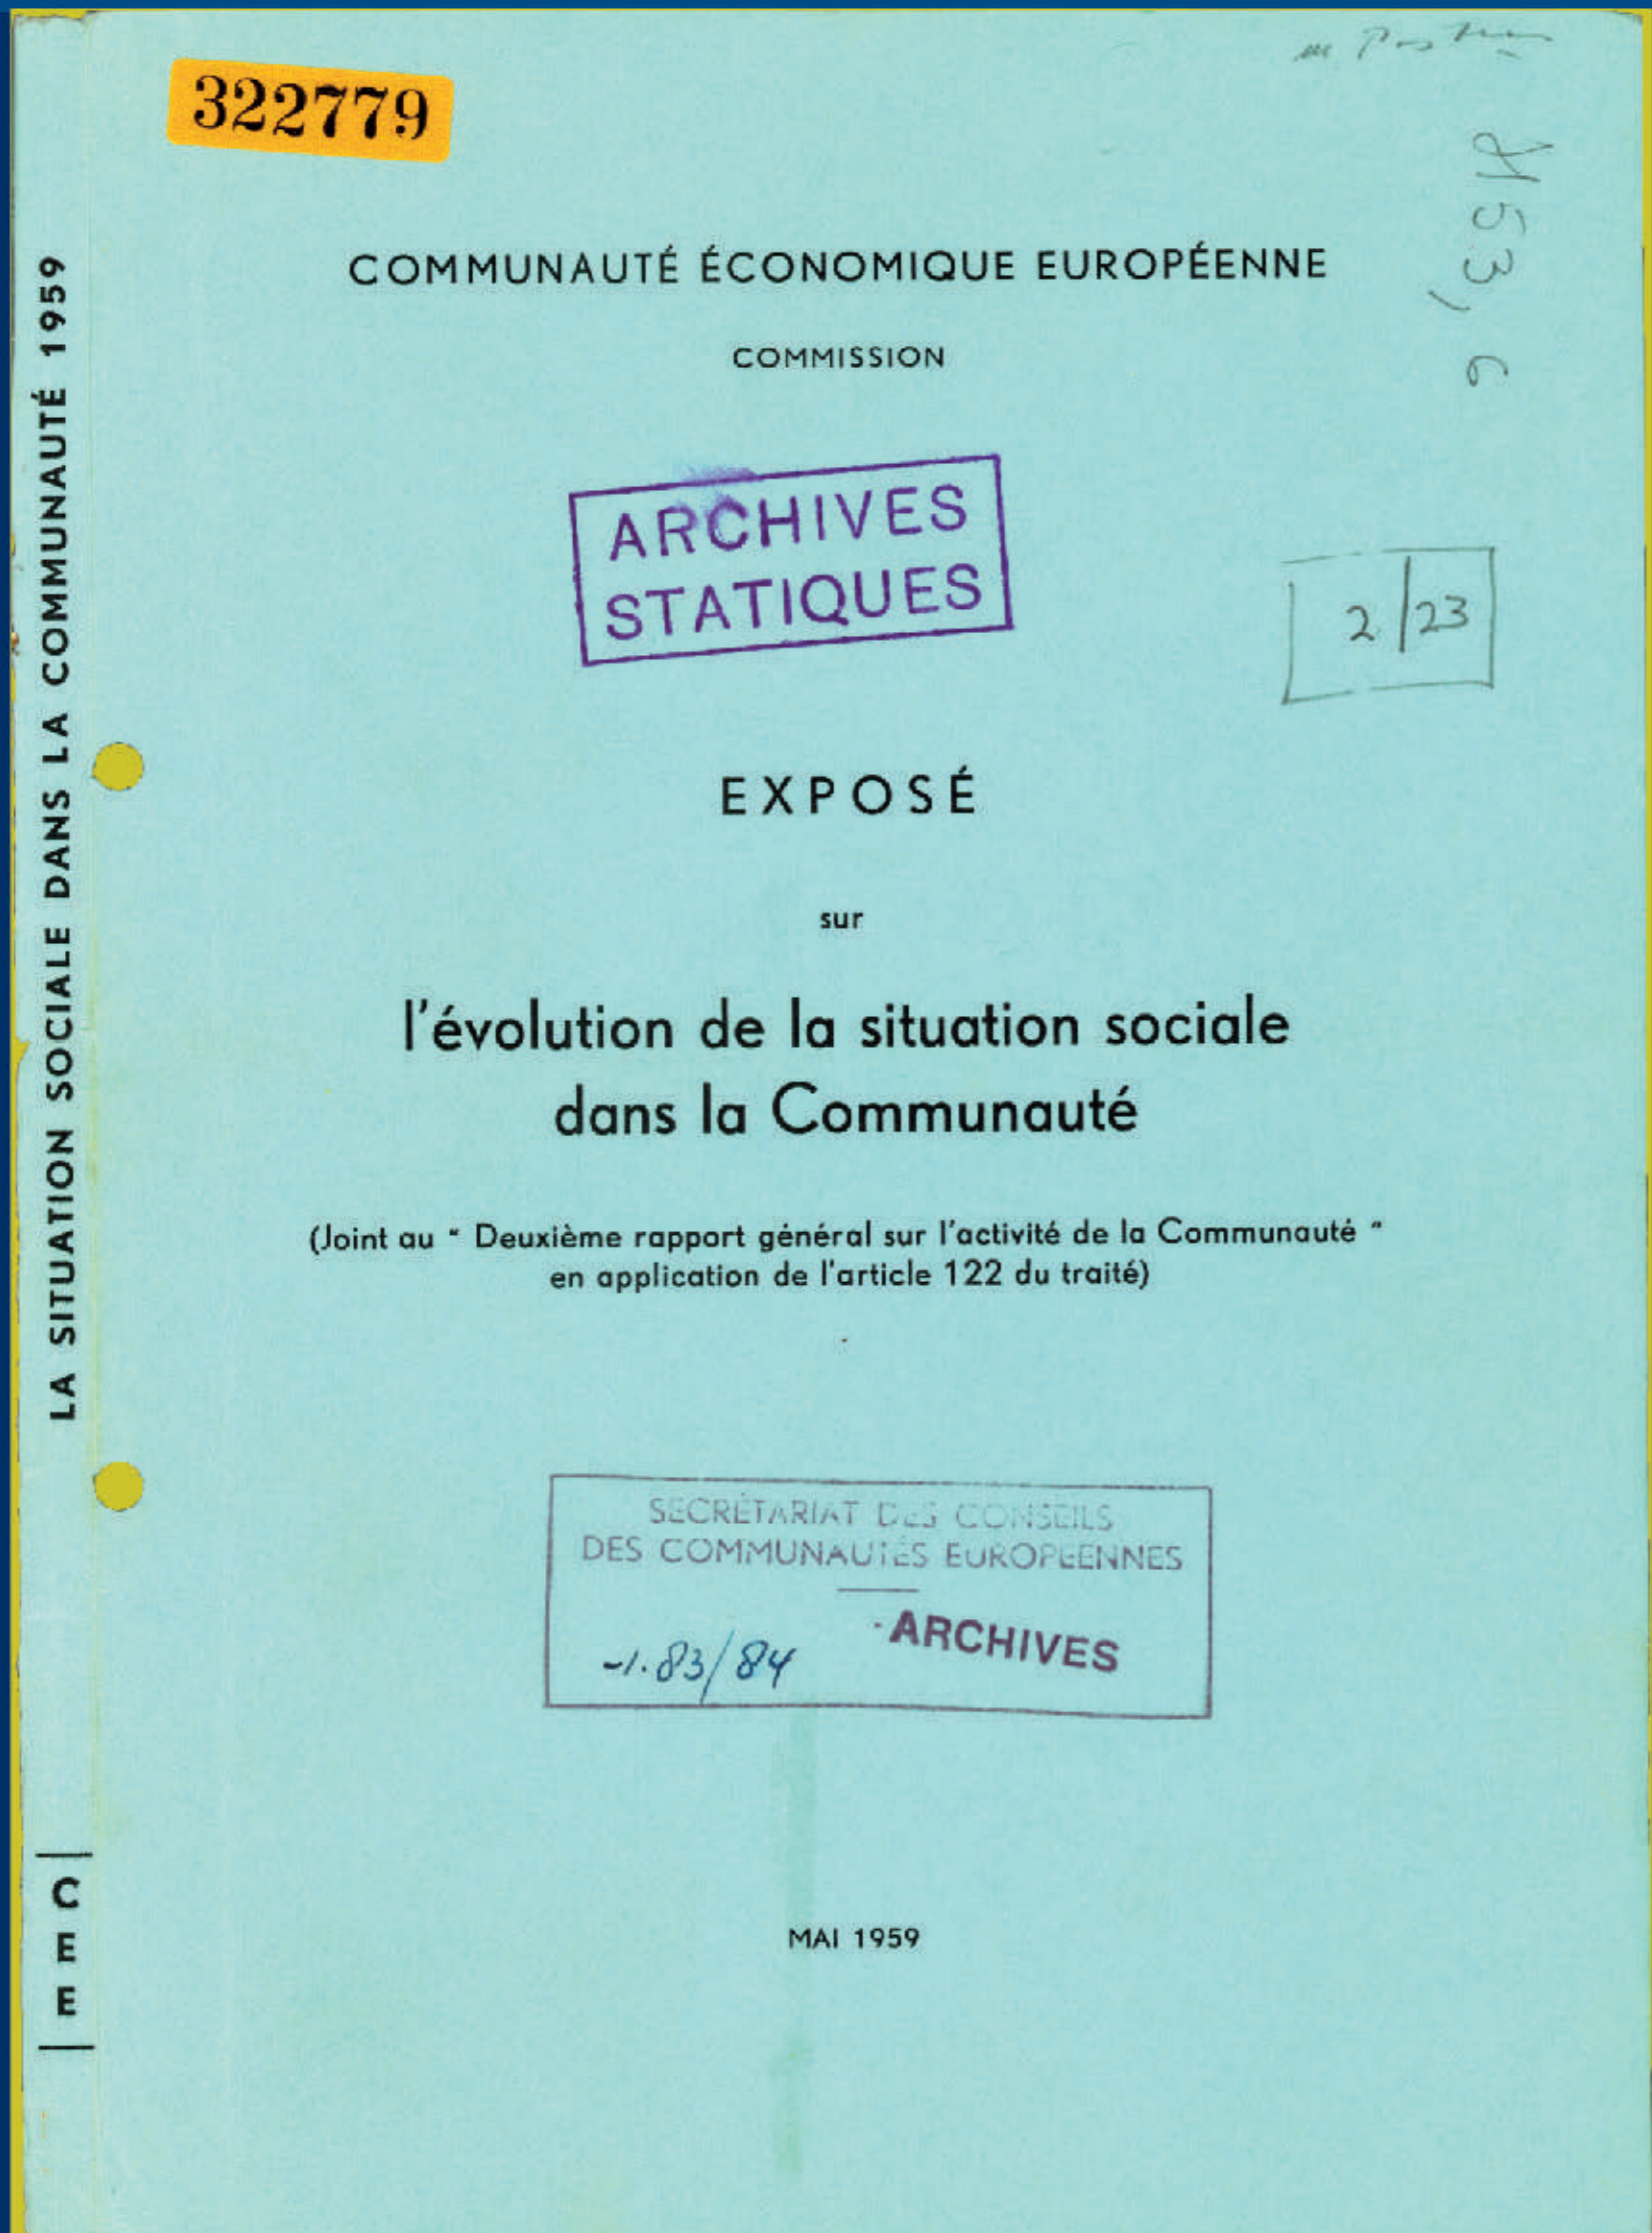 322779
COMMUNAUTÉ ÉCONOMIQUE EUROPÉENNE
COMMISSION
ARCHIVES
STATIQUES
2/23
EXPOSÉ
sur
l'évolution de la situation sociale
dans la Communauté
(Joint au " Deuxième rapport général sur l'activité de la Communauté "
en application de l'article 122 du traité)
SECRÉTARIAT DES CONSEILS
DES COMMUNAUTÉS EUROPÉENNES
ARCHIVES
-1.83/84
MAI 1959
LA SITUATION SOCIALE DANS LA COMMUNAUTÉ 1959
C
E
E